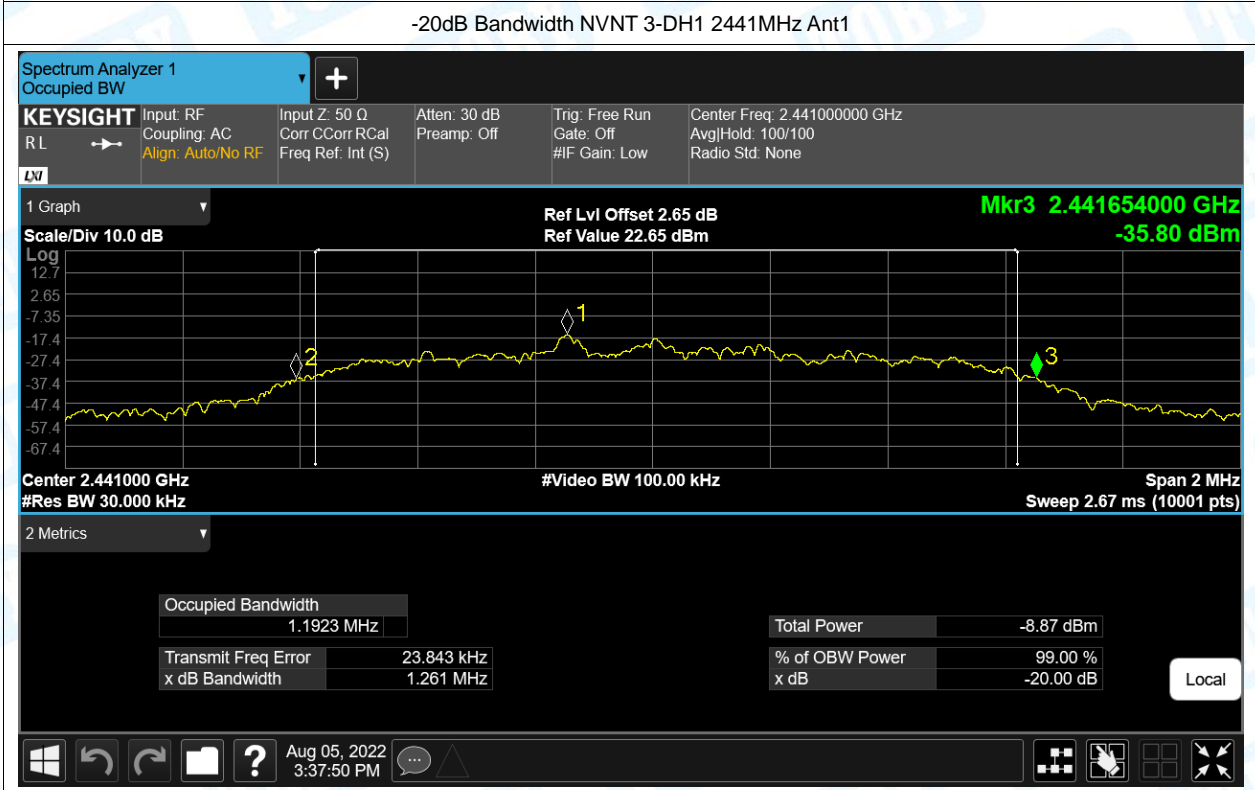 -20dB Bandwidth NVNT 3-DH1 2441MHz Ant1
Spectrum Analyzer 1
Occupied BW
KEYSIGHT
RL
LXI
Input: RF
Coupling: AC
Align: Auto/No RF
Input Z: 50 Ω
Corr CCorr RCal
Freq Ref: Int (S)
Atten: 30 dB
Preamp: Off
Trig: Free Run
Gate: Off
#IF Gain: Low
Center Freq: 2.441000000 GHz
Avg|Hold: 100/100
Radio Std: None
1 Graph
Scale/Div 10.0 dB
Ref Lvl Offset 2.65 dB
Ref Value 22.65 dBm
Mkr3 2.441654000 GHz
-35.80 dBm
Log
12.7
2.65
-7.35
-17.4
-27.4
-37.4
-47.4
-57.4
-67.4
1
2
3
Center 2.441000 GHz
#Res BW 30.000 kHz
#Video BW 100.00 kHz
Span 2 MHz
Sweep 2.67 ms (10001 pts)
2 Metrics
Occupied Bandwidth
1.1923 MHz
Transmit Freq Error 23.843 kHz
x dB Bandwidth 1.261 MHz
Total Power -8.87 dBm
% of OBW Power 99.00 %
x dB -20.00 dB
Local
?
Aug 05, 2022
3:37:50 PM